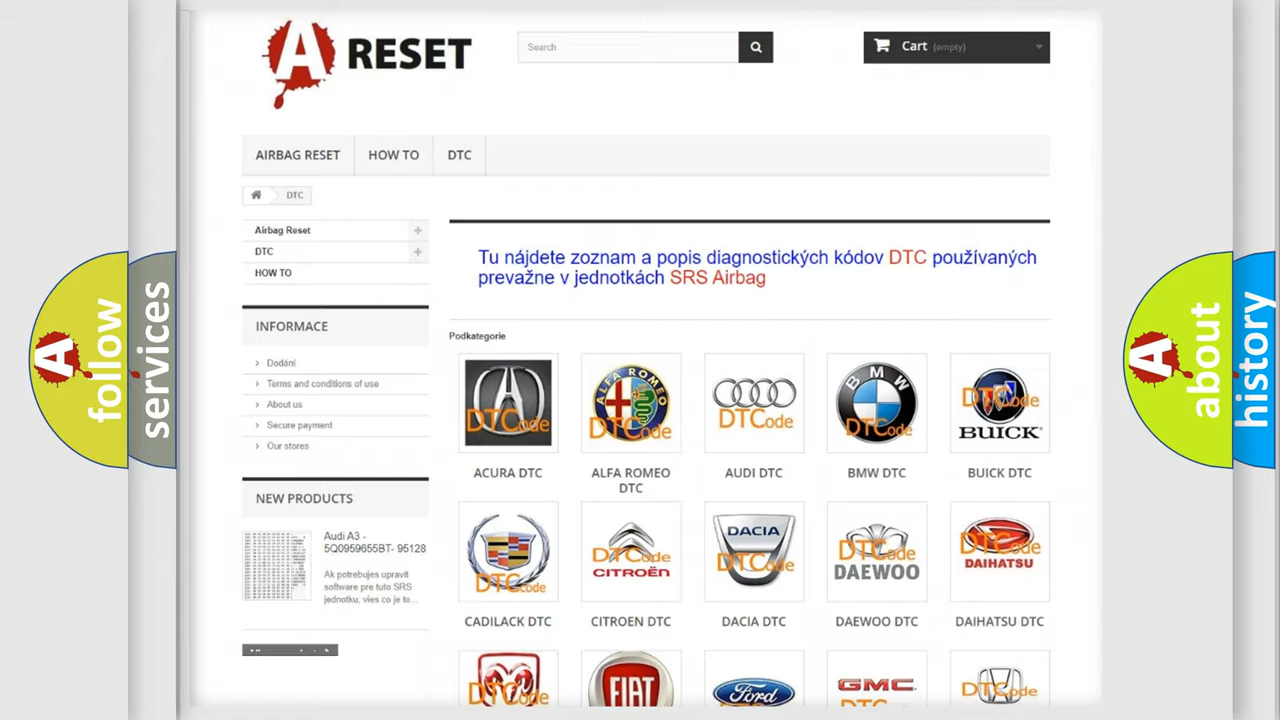 A RESET
Search
Cart (empty)
AIRBAG RESET
HOW TO
DTC
DTC
Airbag Reset
DTC
HOW TO
INFORMACE
Dodání
Terms and conditions of use
About us
Secure payment
Our stores
NEW PRODUCTS
Audi A3 -
5Q0959655BT- 95128
Ak potrebujes upravit
software pre tuto SRS
jednotku, vies co je to...
Tu nájdete zoznam a popis diagnostických kódov DTC používaných
prevažne v jednotkách SRS Airbag
Podkategorie
DTCode
ALFA ROMEO
DTCode
DTCode
BMW
DTCode
DTCode
BUICK
ACURA DTC
ALFA ROMEO
DTC
AUDI DTC
BMW DTC
BUICK DTC
DTCode
DTCode
CITROËN
DACIA
DTCode
DTCode
DAEWOO
DTCode
DAIHATSU
CADILACK DTC
CITROEN DTC
DACIA DTC
DAEWOO DTC
DAIHATSU DTC
DTCode
FIAT
Ford
GMC
DTCode
A
follow
services
A
about
history